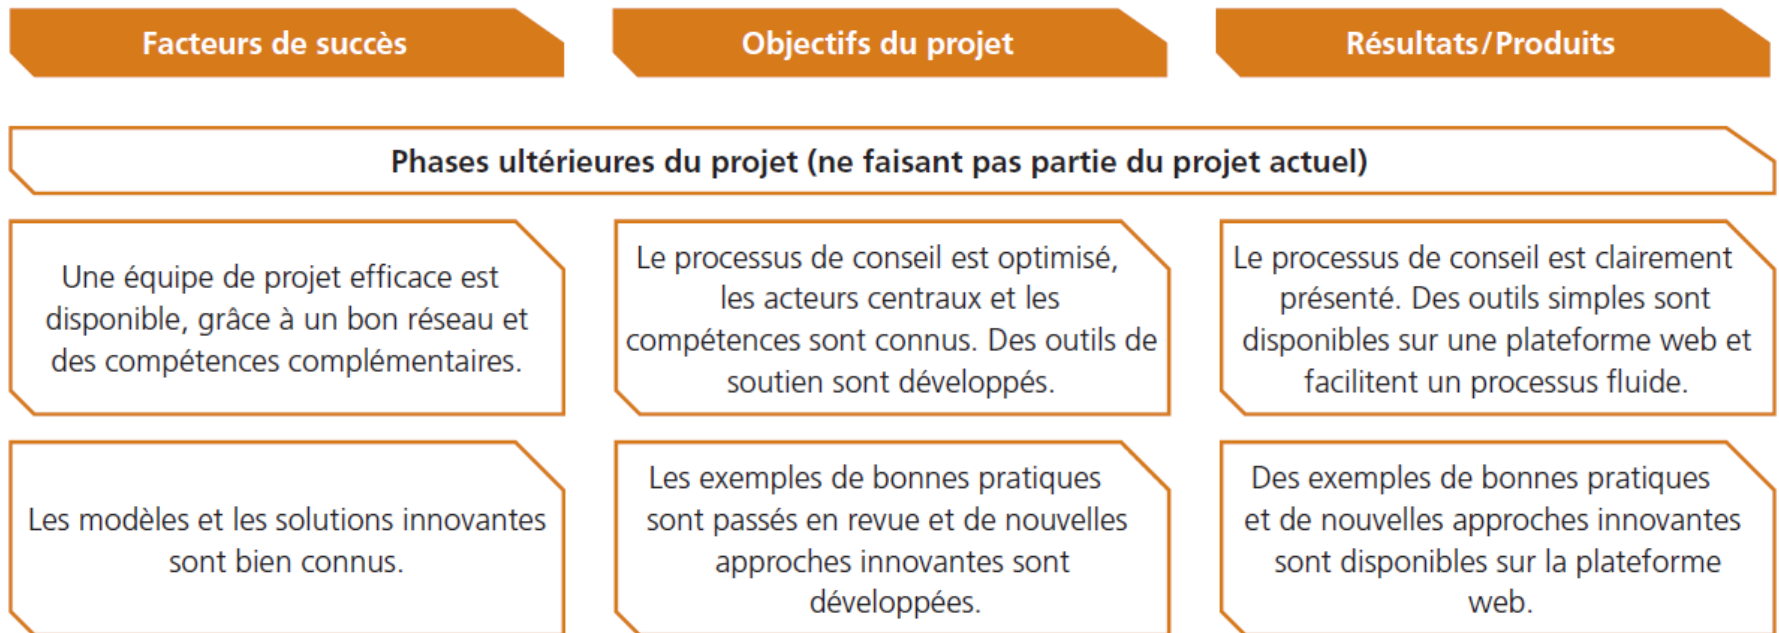 Facteurs de succès
Objectifs du projet
Résultats/Produits
Phases ultérieures du projet (ne faisant pas partie du projet actuel)
Une équipe de projet efficace est
disponible, grâce à un bon réseau et
des compétences complémentaires.
Le processus de conseil est optimisé,
les acteurs centraux et les
compétences sont connus. Des outils de
soutien sont développés.
Le processus de conseil est clairement
présenté. Des outils simples sont
disponibles sur une plateforme web et
facilitent un processus fluide.
Les modèles et les solutions innovantes
sont bien connus.
Les exemples de bonnes pratiques
sont passés en revue et de nouvelles
approches innovantes sont
développées.
Des exemples de bonnes pratiques
et de nouvelles approches innovantes
sont disponibles sur la plateforme
web.